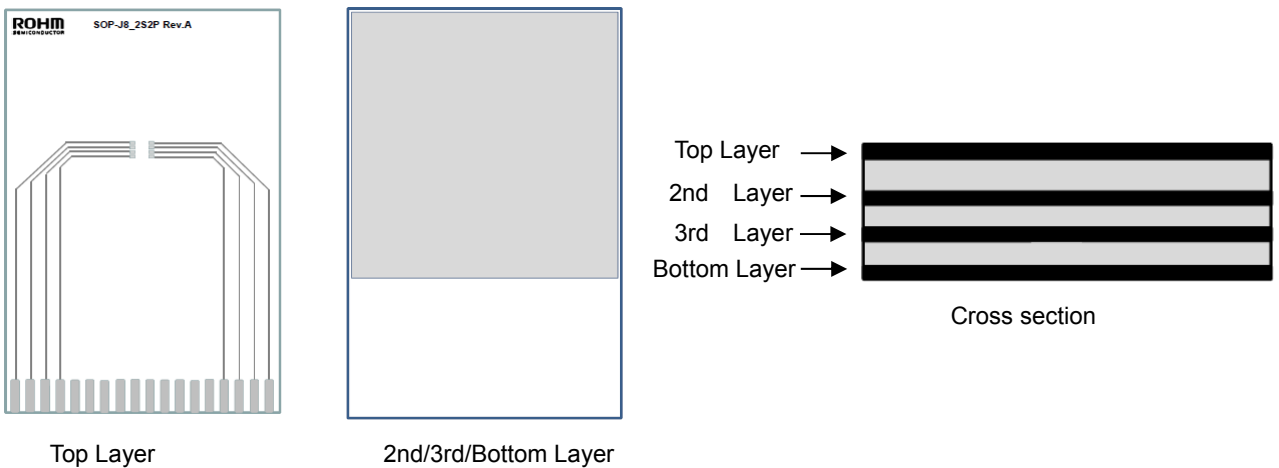 ROHM
SEMICONDUCTOR
SOP-J8_2S2P Rev.A
Top Layer
2nd Layer
3rd Layer
Bottom Layer
Cross section
Top Layer
2nd/3rd/Bottom Layer